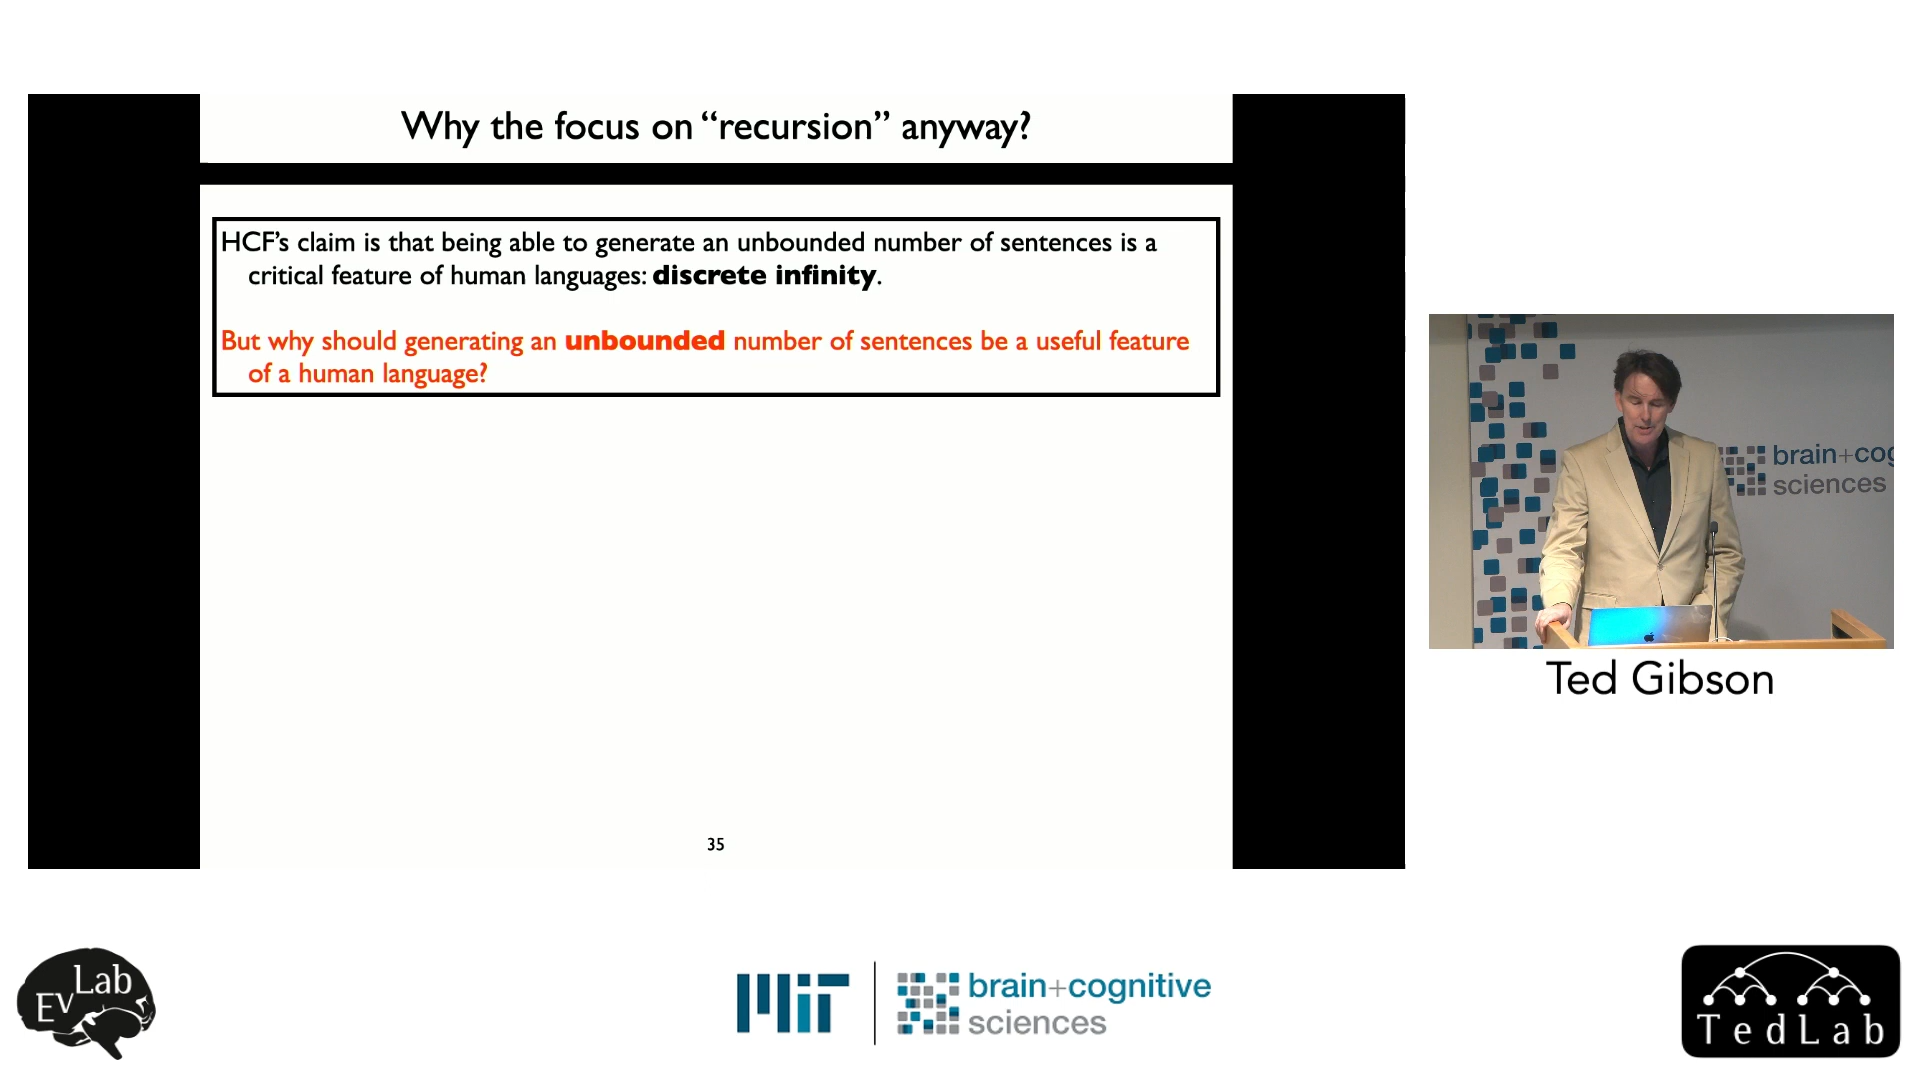 Why the focus on “recursion” anyway?
HCF’s claim is that being able to generate an unbounded number of sentences is a
critical feature of human languages: discrete infinity.
But why should generating an unbounded number of sentences be a useful feature
of a human language?
35
brain+cog
sciences
Ted Gibson
EvLab
MIT
brain+cognitive
sciences
TedLab